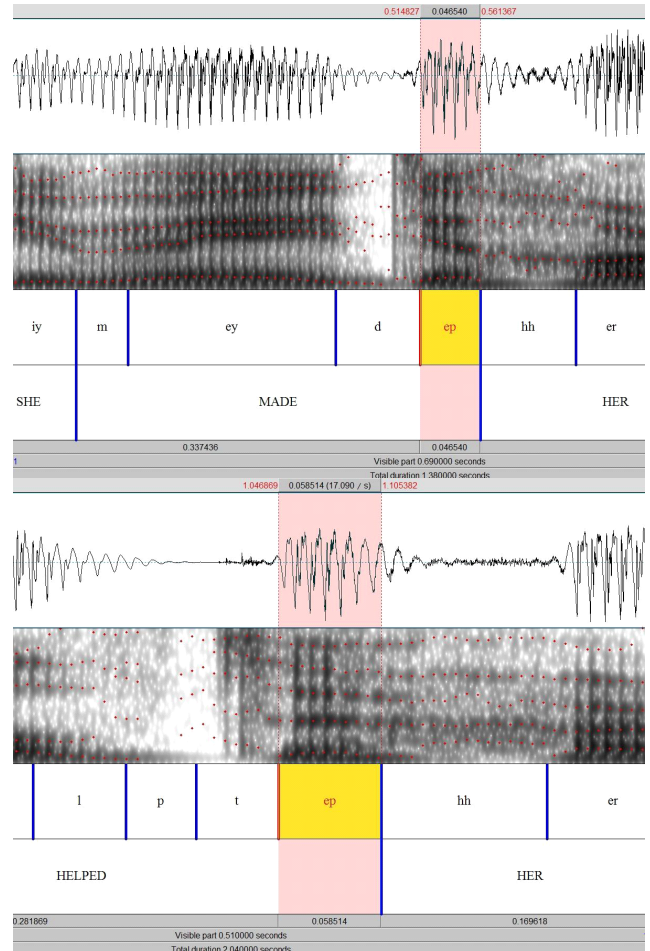 0.514827 0.046540 0.561367
iy m ey d ep hh er
SHE MADE HER
0.337436 0.046540
1 Visible part 0.690000 seconds
Total duration 1.380000 seconds
1.046869 0.058514 (17.090 / s) 1.105382
l p t ep hh er
HELPED HER
0.281869 0.058514 0.169618
Visible part 0.510000 seconds
Total duration 2.040000 seconds